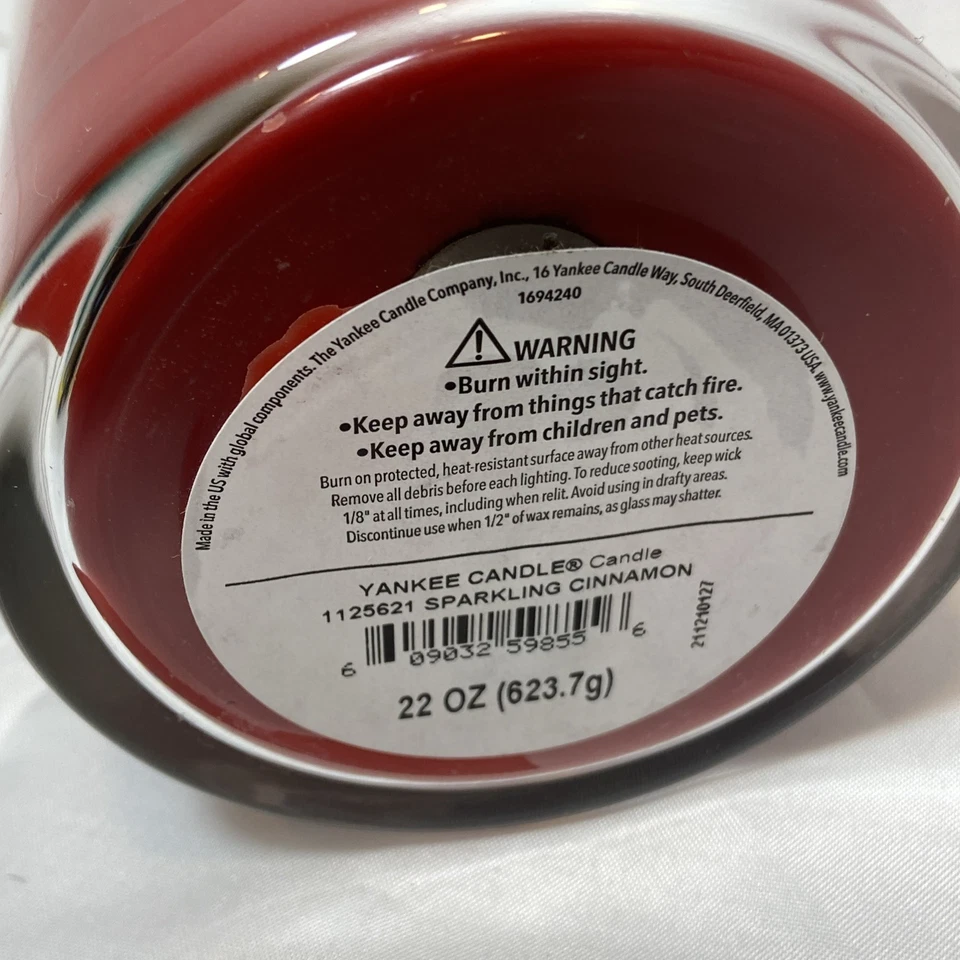 Made in the US with global components. The Yankee Candle Company, Inc., 16 Yankee Candle Way, South Deerfield, MA 01373 USA. www.yankeecandle.com
1694240
WARNING
•Burn within sight.
•Keep away from things that catch fire.
•Keep away from children and pets.
Burn on protected, heat-resistant surface away from other heat sources.
Remove all debris before each lighting. To reduce sooting, keep wick
1/8" at all times, including when relit. Avoid using in drafty areas.
Discontinue use when 1/2" of wax remains, as glass may shatter.
YANKEE CANDLE® Candle
1125621 SPARKLING CINNAMON
6 09032 59855 6
211210127
22 OZ (623.7g)